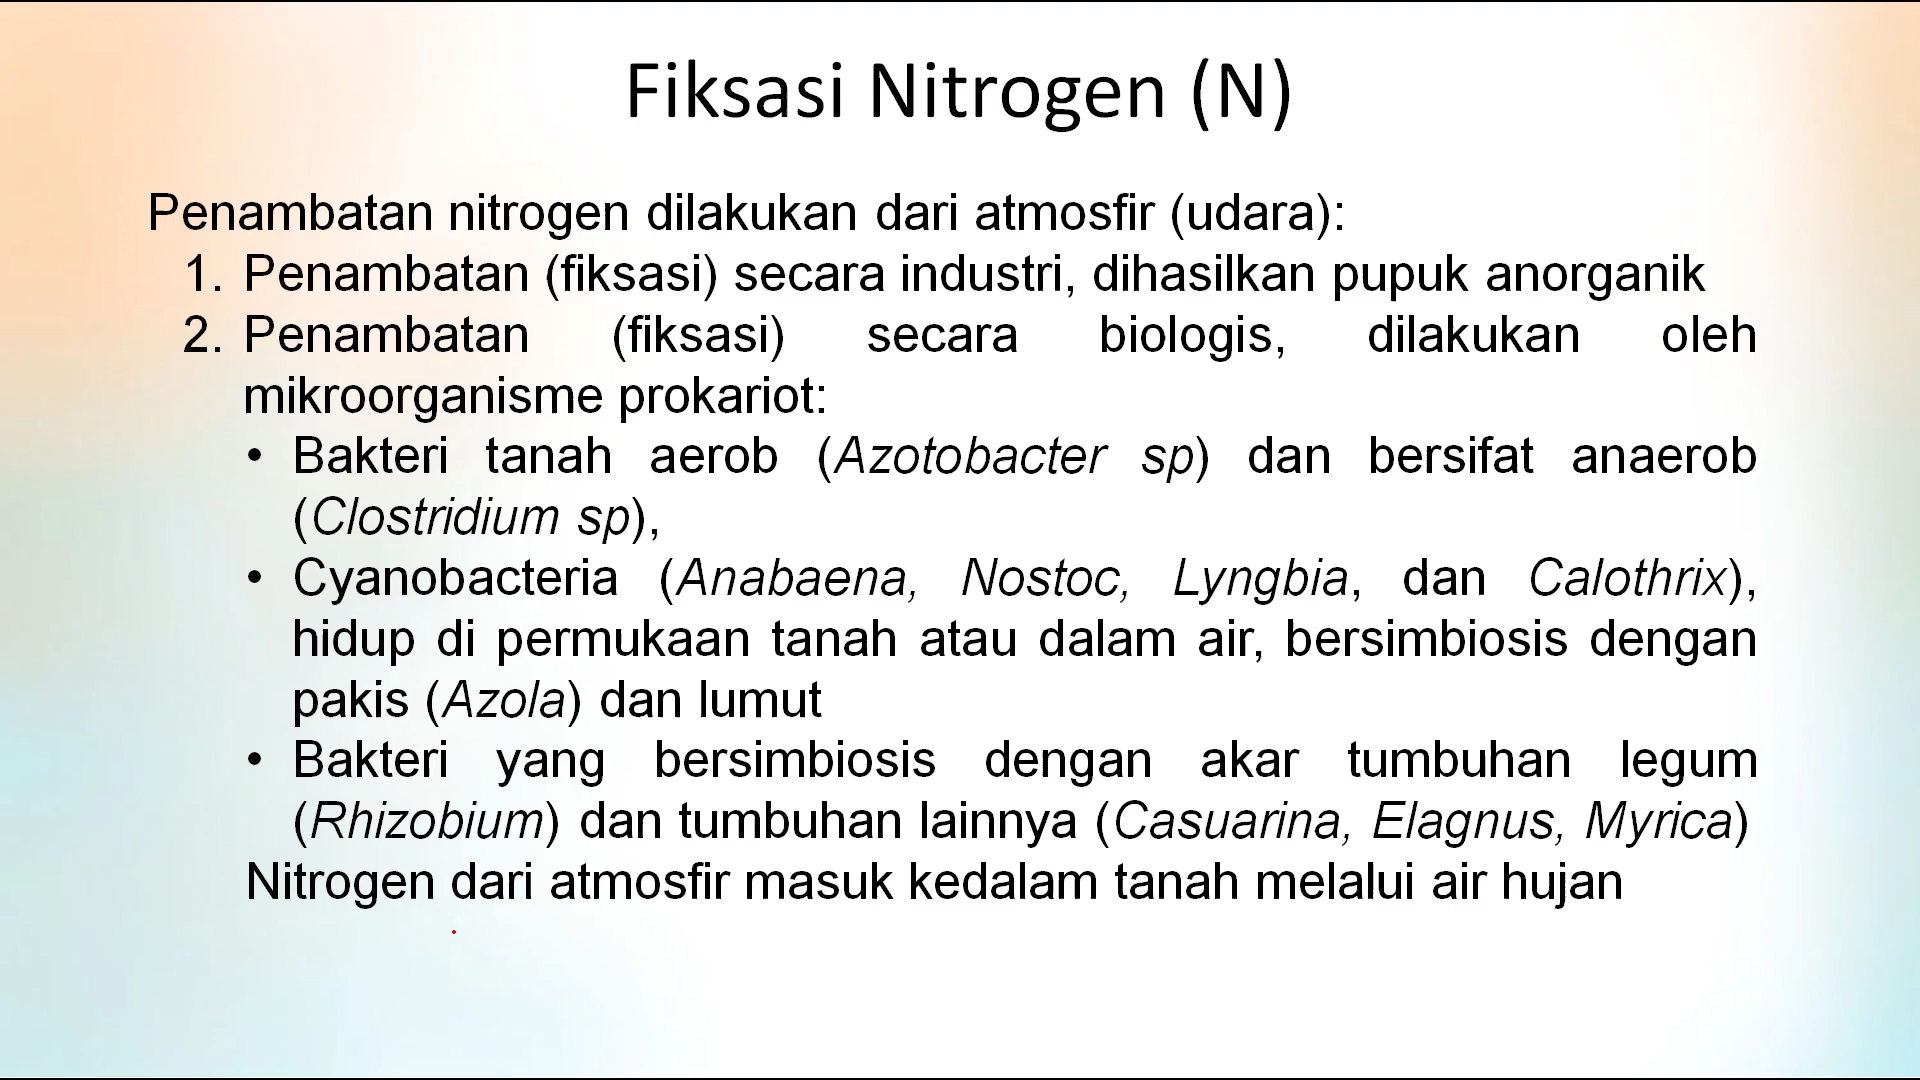 Fiksasi Nitrogen (N)
Penambatan nitrogen dilakukan dari atmosfir (udara):
1. Penambatan (fiksasi) secara industri, dihasilkan pupuk anorganik
2. Penambatan (fiksasi) secara biologis, dilakukan oleh
mikroorganisme prokariot:
• Bakteri tanah aerob (Azotobacter sp) dan bersifat anaerob
(Clostridium sp),
• Cyanobacteria (Anabaena, Nostoc, Lyngbia, dan Calothrix),
hidup di permukaan tanah atau dalam air, bersimbiosis dengan
pakis (Azola) dan lumut
• Bakteri yang bersimbiosis dengan akar tumbuhan legum
(Rhizobium) dan tumbuhan lainnya (Casuarina, Elagnus, Myrica)
Nitrogen dari atmosfir masuk kedalam tanah melalui air hujan